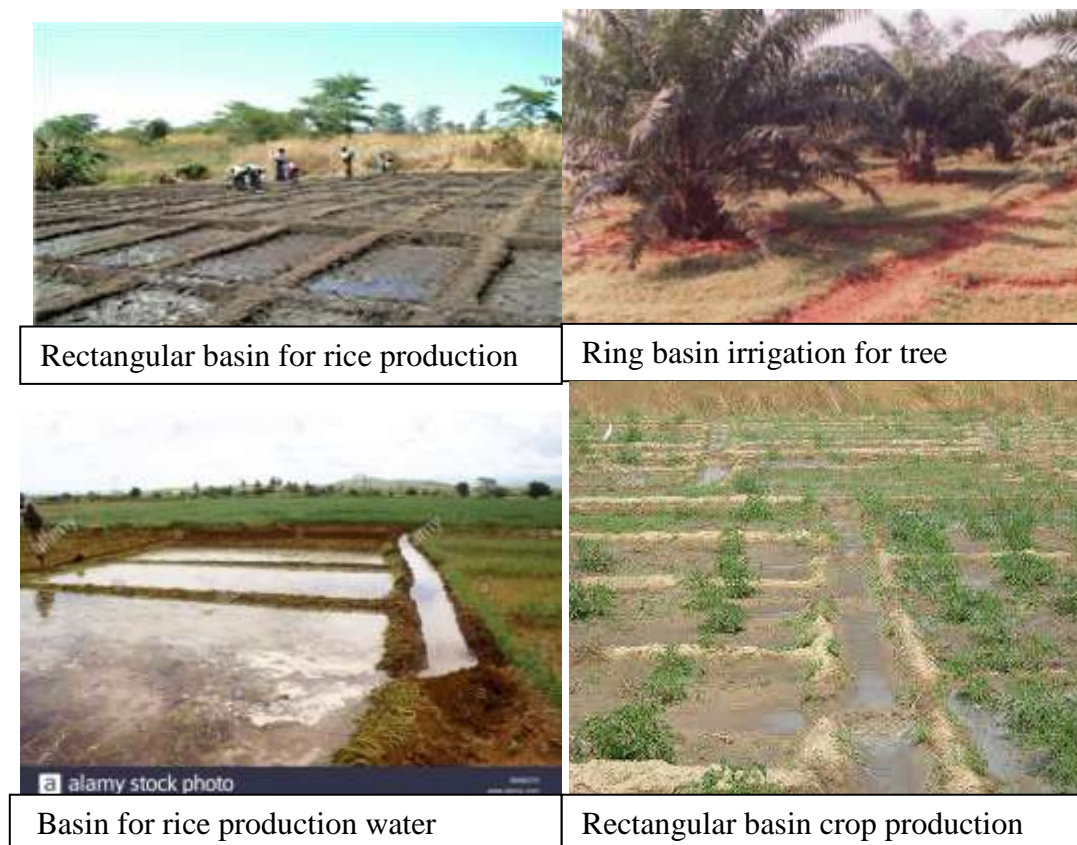 Rectangular basin for rice production
Ring basin irrigation for tree
a alamy stock photo
Basin for rice production water
Rectangular basin crop production